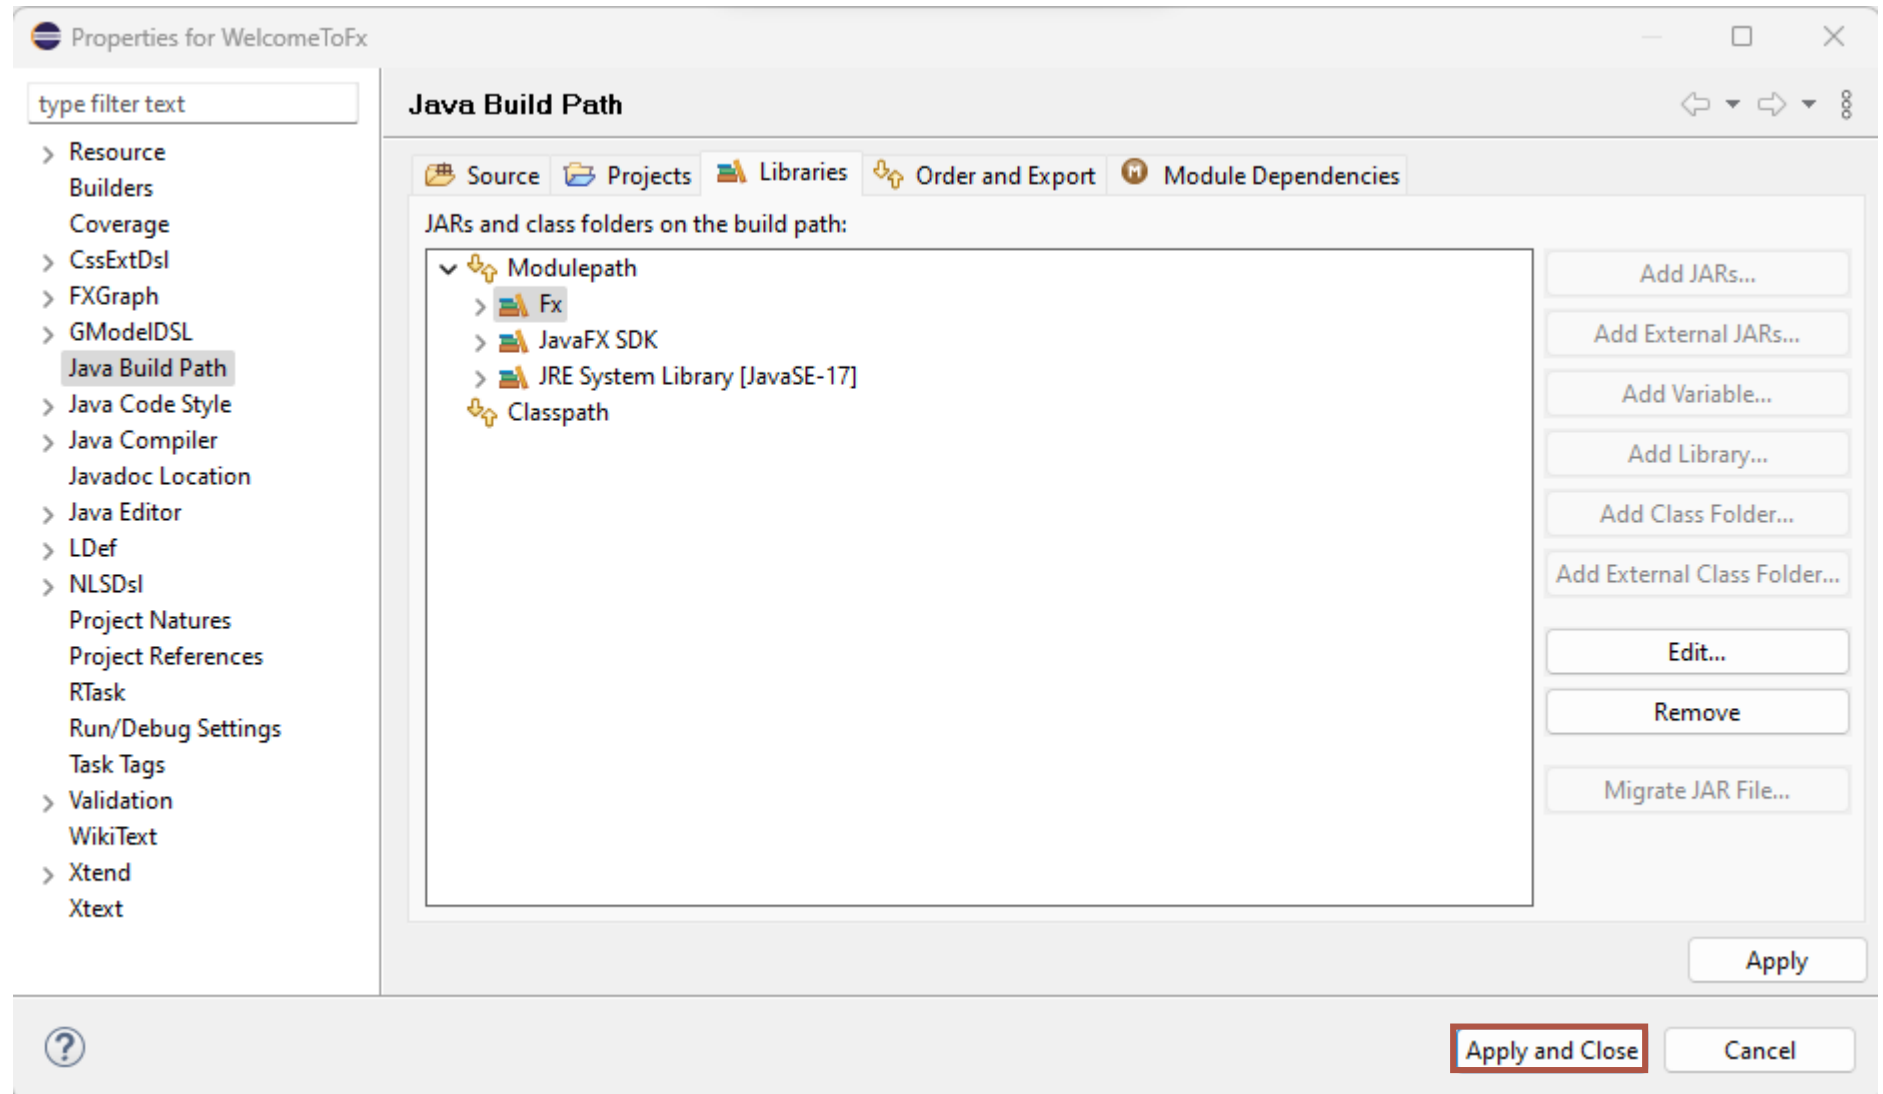 Properties for WelcomeToFx
type filter text
Resource
Builders
Coverage
CssExtDsl
FXGraph
GModelDSL
Java Build Path
Java Code Style
Java Compiler
Javadoc Location
Java Editor
LDef
NLSDsl
Project Natures
Project References
RTask
Run/Debug Settings
Task Tags
Validation
WikiText
Xtend
Xtext
Java Build Path
Source Projects Libraries Order and Export Module Dependencies
JARs and class folders on the build path:
Modulepath
Fx
JavaFX SDK
JRE System Library [JavaSE-17]
Classpath
Add JARs...
Add External JARs...
Add Variable...
Add Library...
Add Class Folder...
Add External Class Folder...
Edit...
Remove
Migrate JAR File...
Apply
Apply and Close Cancel